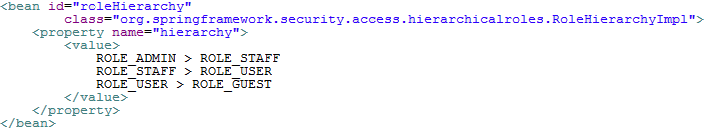 <bean id="roleHierarchy"
class="org.springframework.security.access.hierarchicalroles.RoleHierarchyImpl">
<property name="hierarchy">
<value>
ROLE_ADMIN > ROLE_STAFF
ROLE_STAFF > ROLE_USER
ROLE_USER > ROLE_GUEST
</value>
</property>
</bean>